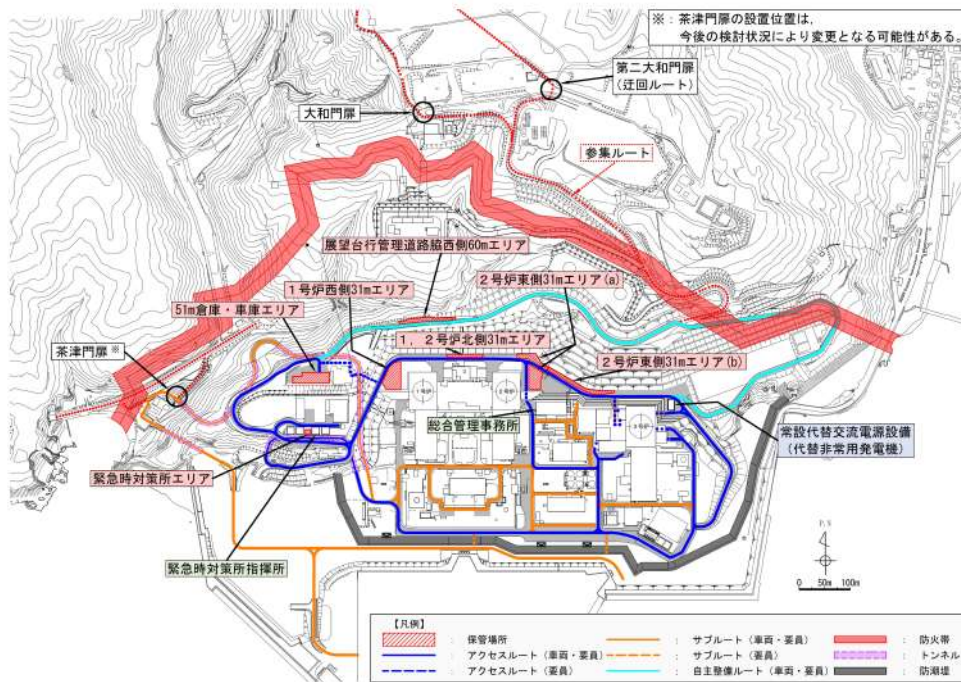 ※：茶津門扉の設置位置は，
今後の検討状況により変更となる可能性がある。
第二大和門扉
(迂回ルート)
大和門扉
参集ルート
展望台行管理道路脇西側60mエリア
1号炉西側31mエリア
2号炉東側31mエリア(a)
51m倉庫・車庫エリア
1，2号炉北側31mエリア
茶津門扉※
2号炉東側31mエリア(b)
1号炉
2号炉
3号炉
総合管理事務所
常設代替交流電源設備
(代替非常用発電機)
緊急時対策所エリア
緊急時対策所指揮所
P.N
0 50m 100m
【凡例】
： 保管場所
： サブルート（車両・要員）
： 防火帯
： アクセスルート（車両・要員）
： サブルート（要員）
： トンネル
： アクセスルート（要員）
： 自主整備ルート（車両・要員）
： 防潮堤